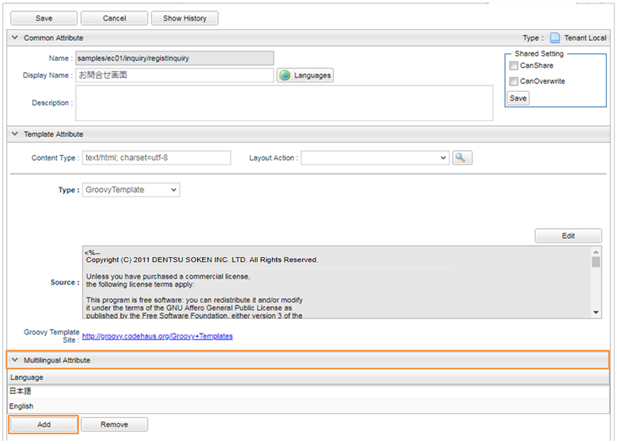 Save Cancel Show History
Common Attribute Type : Tenant Local
Name : samples/ec01/inquiry/registInquiry
Shared Setting
CanShare
Display Name : お問合せ画面 Languages
CanOverwrite
Description :
Save
Template Attribute
Content Type : text/html; charset=utf-8 Layout Action :
Type : GroovyTemplate
Edit
<%--
Copyright (C) 2011 DENTSU SOKEN INC. All Rights Reserved.
Unless you have purchased a commercial license,
the following license terms apply:
Source :
This program is free software: you can redistribute it and/or modify
it under the terms of the GNU Affero General Public License as
published by the Free Software Foundation, either version 3 of the
Groovy Template
Site : http://groovy.codehaus.org/Groovy+Templates
Multilingual Attribute
Language
日本語
English
Add Remove